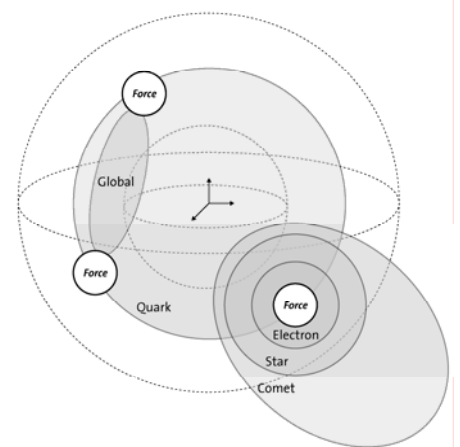 Force
Global
Force
Quark
Force
Electron
Star
Comet